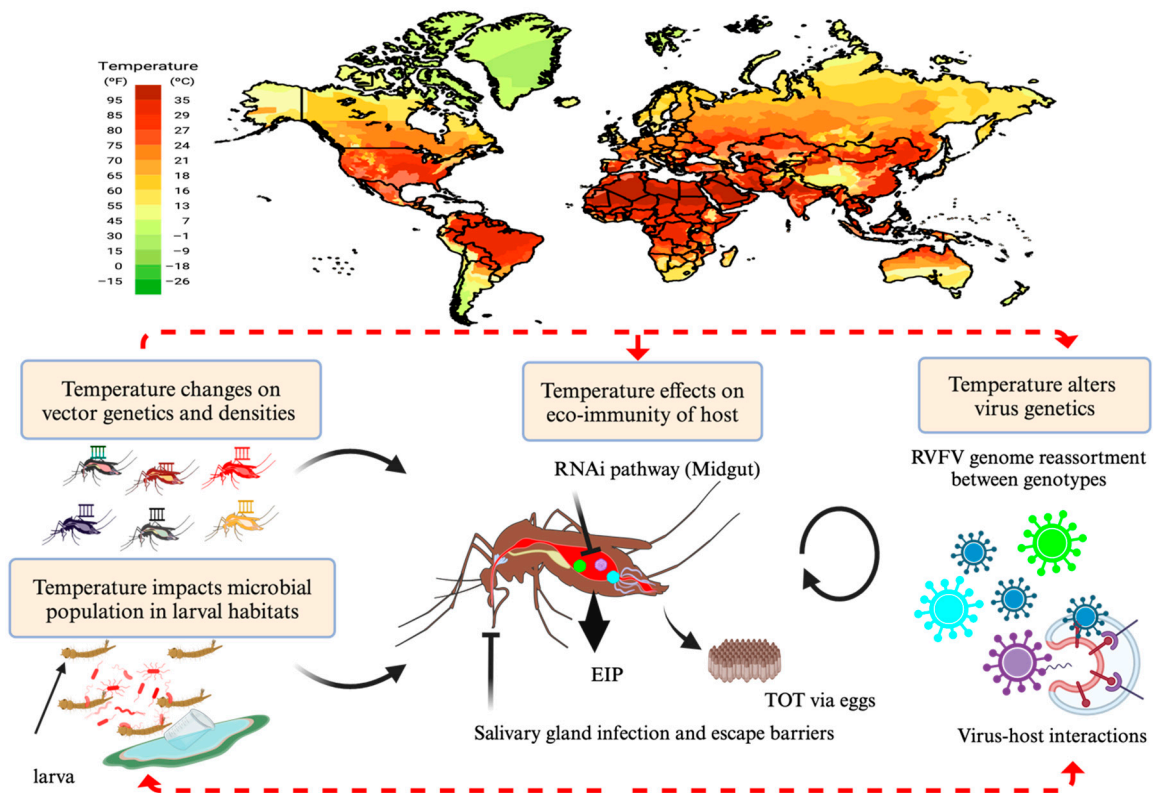 Temperature
(°F) (°C)
95 35
85 29
80 27
75 24
70 21
65 18
60 16
55 13
45 7
30 −1
15 −9
0 −18
−15 −26
Temperature changes on
vector genetics and densities
Temperature effects on
eco-immunity of host
Temperature alters
virus genetics
RNAi pathway (Midgut)
RVFV genome reassortment
between genotypes
Temperature impacts microbial
population in larval habitats
EIP
TOT via eggs
Salivary gland infection and escape barriers
Virus-host interactions
larva